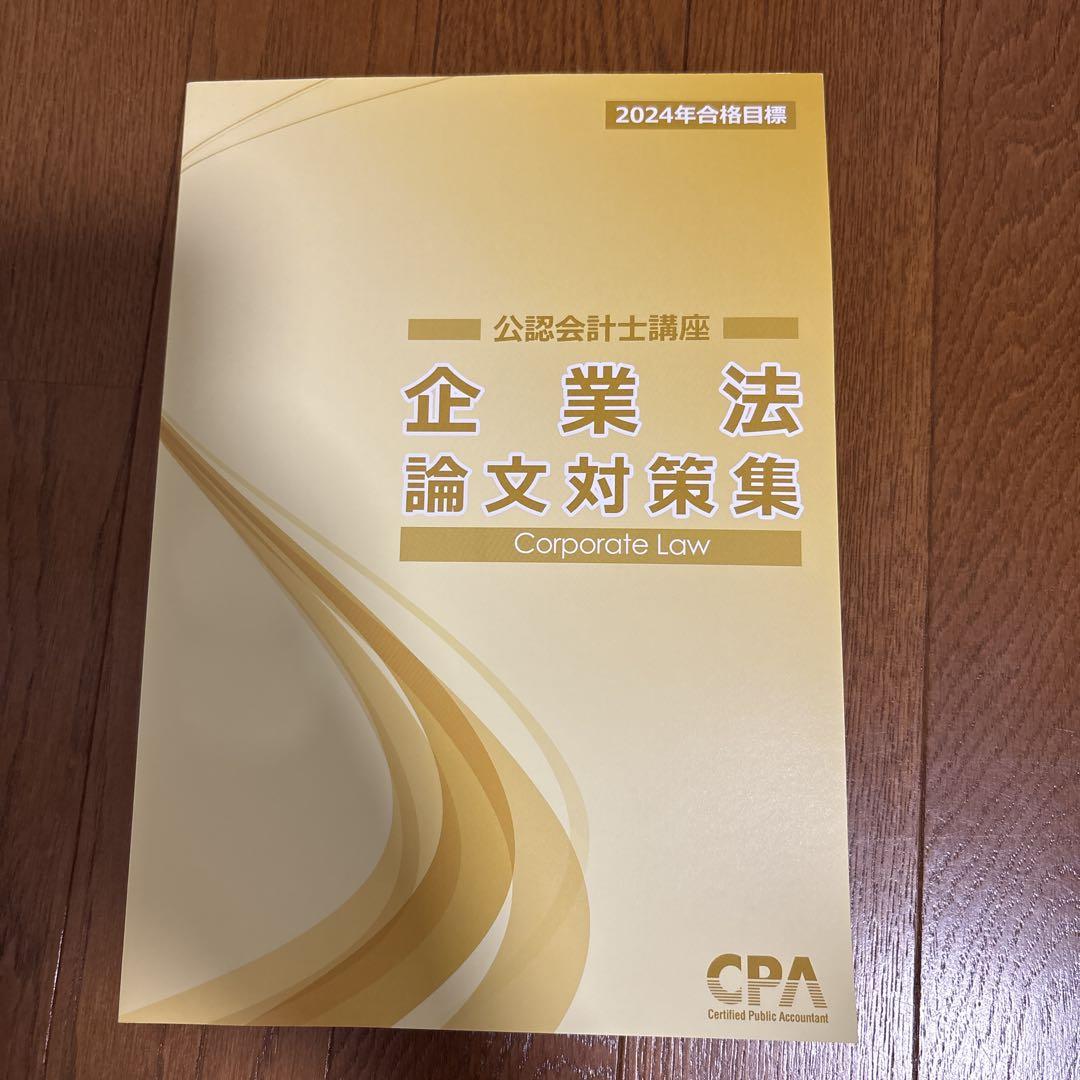 2024年合格目標
公認会計士講座
企業法
論文対策集
Corporate Law
CPA
Certified Public Accountant